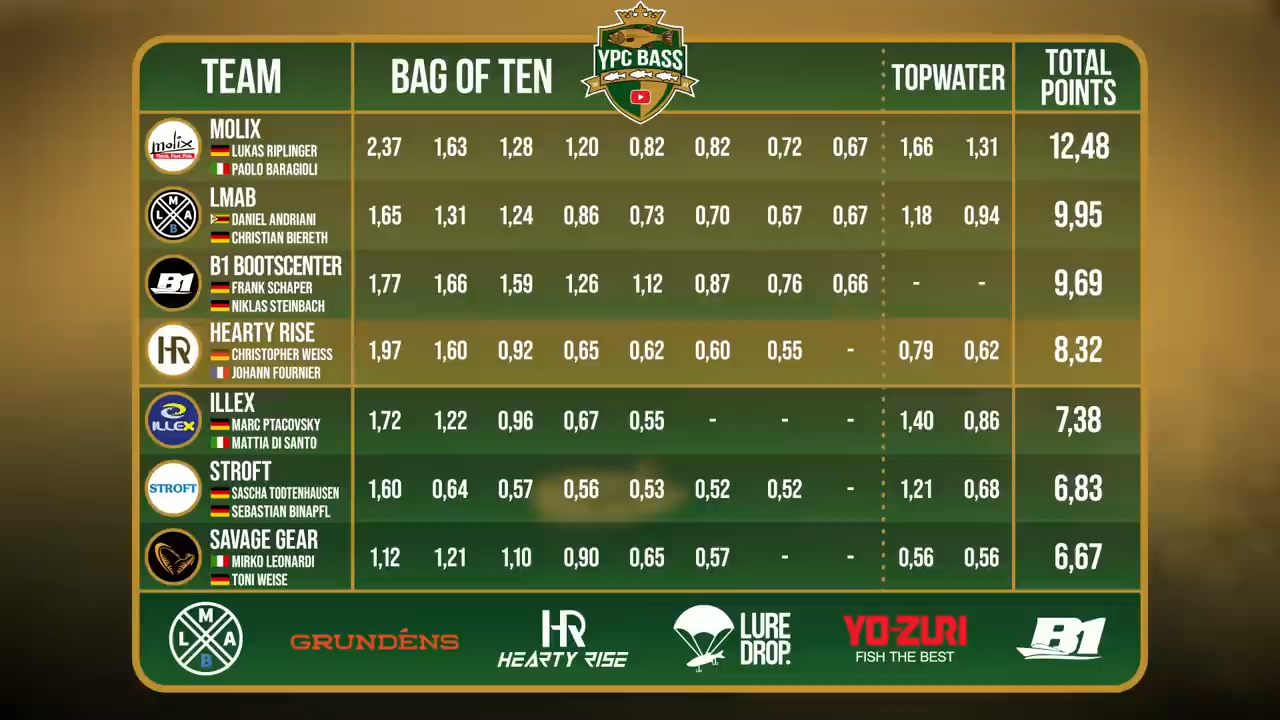 YPC BASS
TEAM BAG OF TEN TOPWATER TOTAL POINTS
molix
Think. Feel. Fish.
MOLIX
LUKAS RIPLINGER
PAOLO BARAGIOLI
2,37 1,63 1,28 1,20 0,82 0,82 0,72 0,67 1,66 1,31 12,48
L M A B
LMAB
DANIEL ANDRIANI
CHRISTIAN BIERETH
1,65 1,31 1,24 0,86 0,73 0,70 0,67 0,67 1,18 0,94 9,95
B1
B1 BOOTSCENTER
FRANK SCHAPER
NIKLAS STEINBACH
1,77 1,66 1,59 1,26 1,12 0,87 0,76 0,66 - - 9,69
HR
HEARTY RISE
CHRISTOPHER WEISS
JOHANN FOURNIER
1,97 1,60 0,92 0,65 0,62 0,60 0,55 - 0,79 0,62 8,32
ILLEX
ILLEX
MARC PTACOVSKY
MATTIA DI SANTO
1,72 1,22 0,96 0,67 0,55 - - - 1,40 0,86 7,38
STROFT
STROFT
SASCHA TODTENHAUSEN
SEBASTIAN BINAPFL
1,60 0,64 0,57 0,56 0,53 0,52 0,52 - 1,21 0,68 6,83
SAVAGE GEAR
MIRKO LEONARDI
TONI WEISE
1,12 1,21 1,10 0,90 0,65 0,57 - - 0,56 0,56 6,67
L M A B
GRUNDÉNS
HR
HEARTY RISE
LURE
DROP.
YO-ZURI
FISH THE BEST
B1